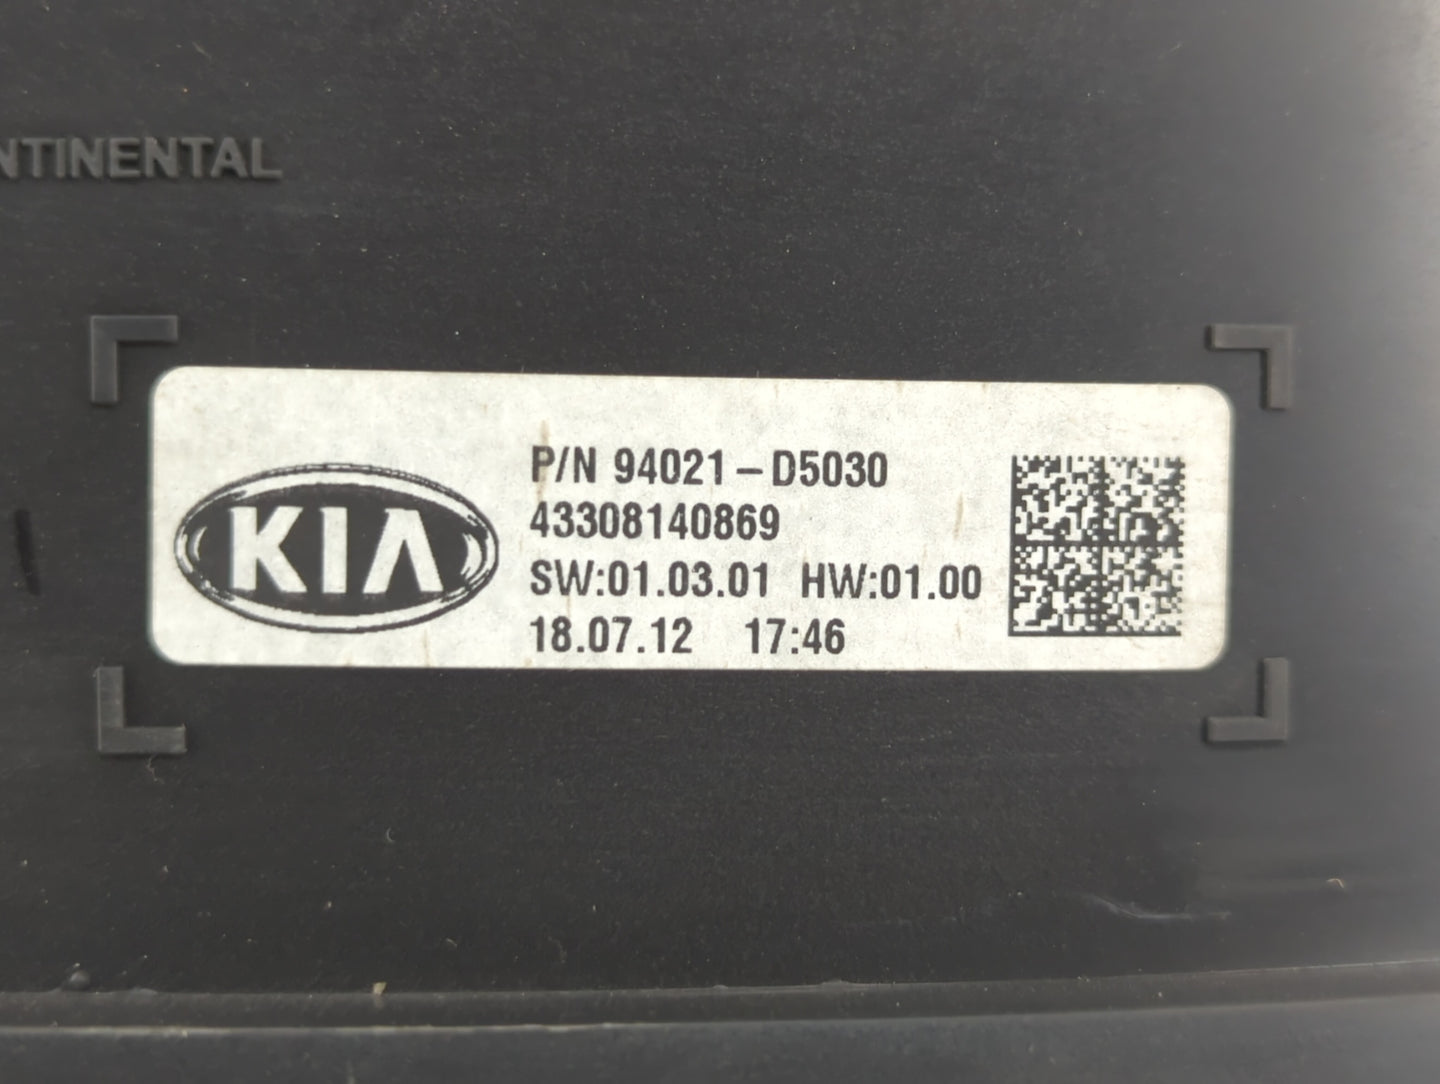 NTINENTAL
KIA
P/N 94021-D5030
43308140869
SW:01.03.01 HW:01.00
18.07.12 17:46